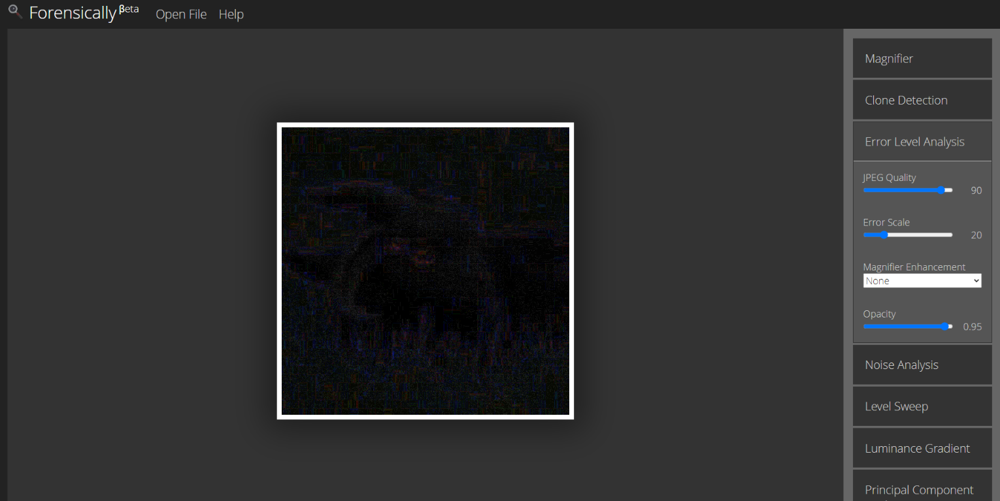 Forensically βeta Open File Help
Magnifier
Clone Detection
Error Level Analysis
JPEG Quality
90
Error Scale
20
Magnifier Enhancement
None
Opacity
0.95
Noise Analysis
Level Sweep
Luminance Gradient
Principal Component